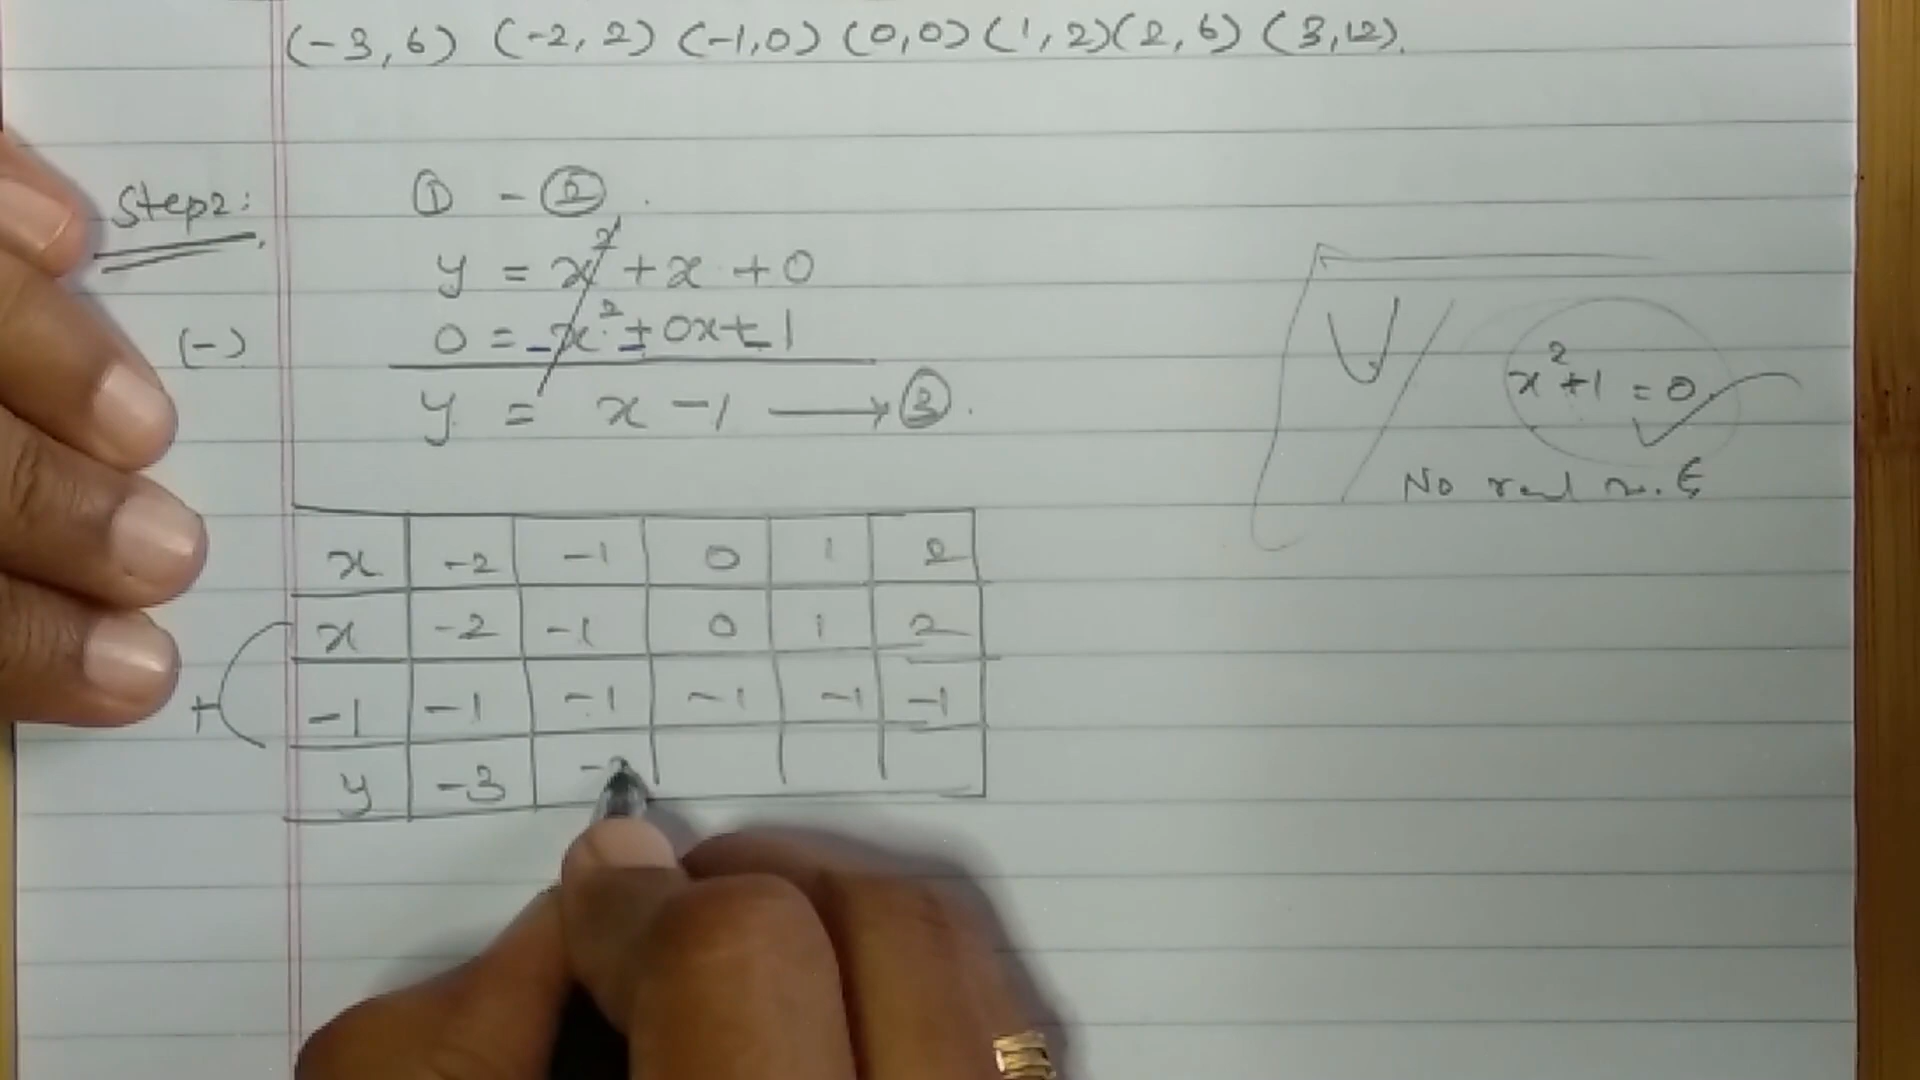 (-3, 6) (-2, 2) (-1, 0) (0, 0) (1, 2) (2, 6) (3, 12).
Step2: ① - ②.
y = x² + x + 0
(-) 0 = -x² ± 0x ± 1
y = x - 1 → ③.
x² + 1 = 0
No
x -2 -1 0 1 2
x -2 -1 0 1 2
+ -1 -1 -1 -1 -1 -1
y -3